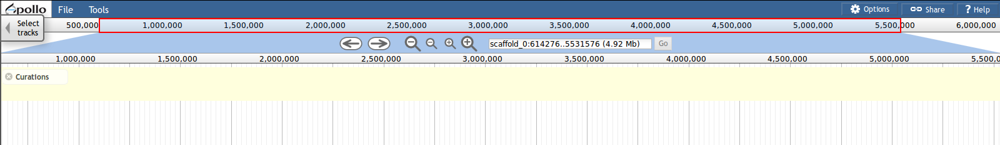 Apollo File Tools Options Share ? Help
Select
tracks
500,000 1,000,000 1,500,000 2,000,000 2,500,000 3,000,000 3,500,000 4,000,000 4,500,000 5,000,000 5,500,000 6,000,000
scaffold_0:614276..5531576 (4.92 Mb) Go
1,000,000 1,500,000 2,000,000 2,500,000 3,000,000 3,500,000 4,000,000 4,500,000 5,000,000 5,500,0
Curations